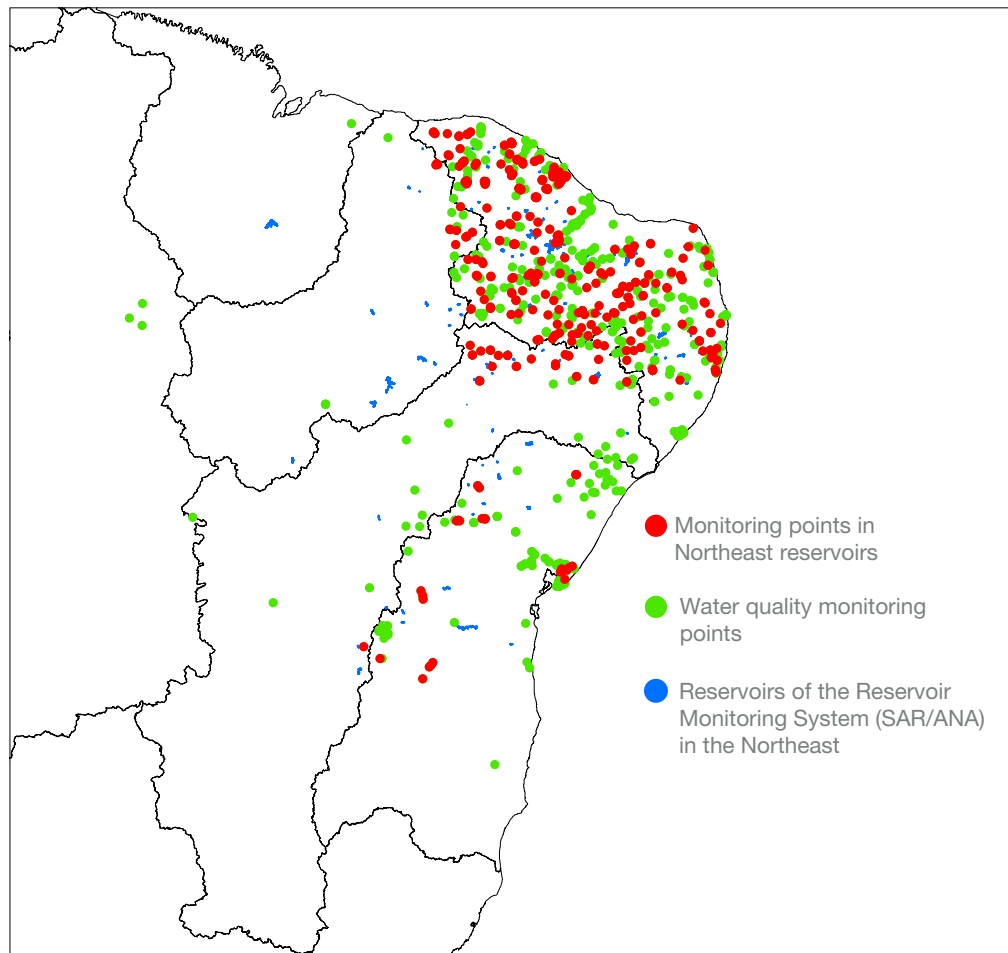 Monitoring points in
Northeast reservoirs
Water quality monitoring
points
Reservoirs of the Reservoir
Monitoring System (SAR/ANA)
in the Northeast